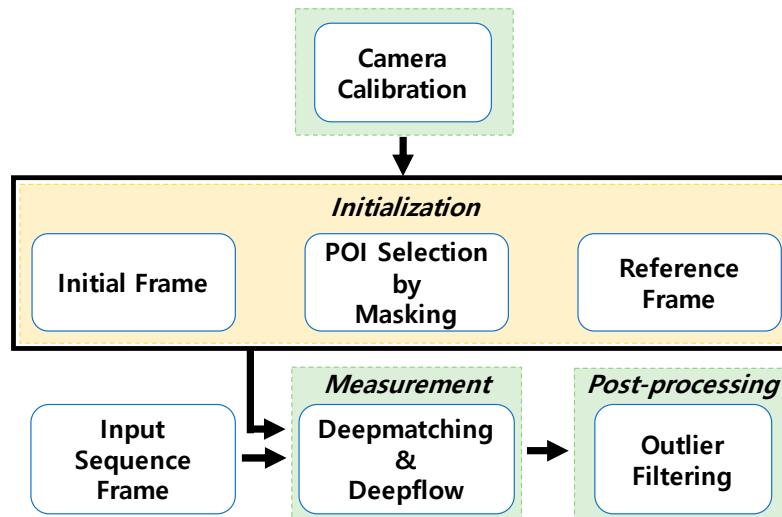 Camera
Calibration
Initialization
Initial Frame
POI Selection
by
Masking
Reference
Frame
Measurement
Post-processing
Input
Sequence
Frame
Deepmatching
&
Deepflow
Outlier
Filtering